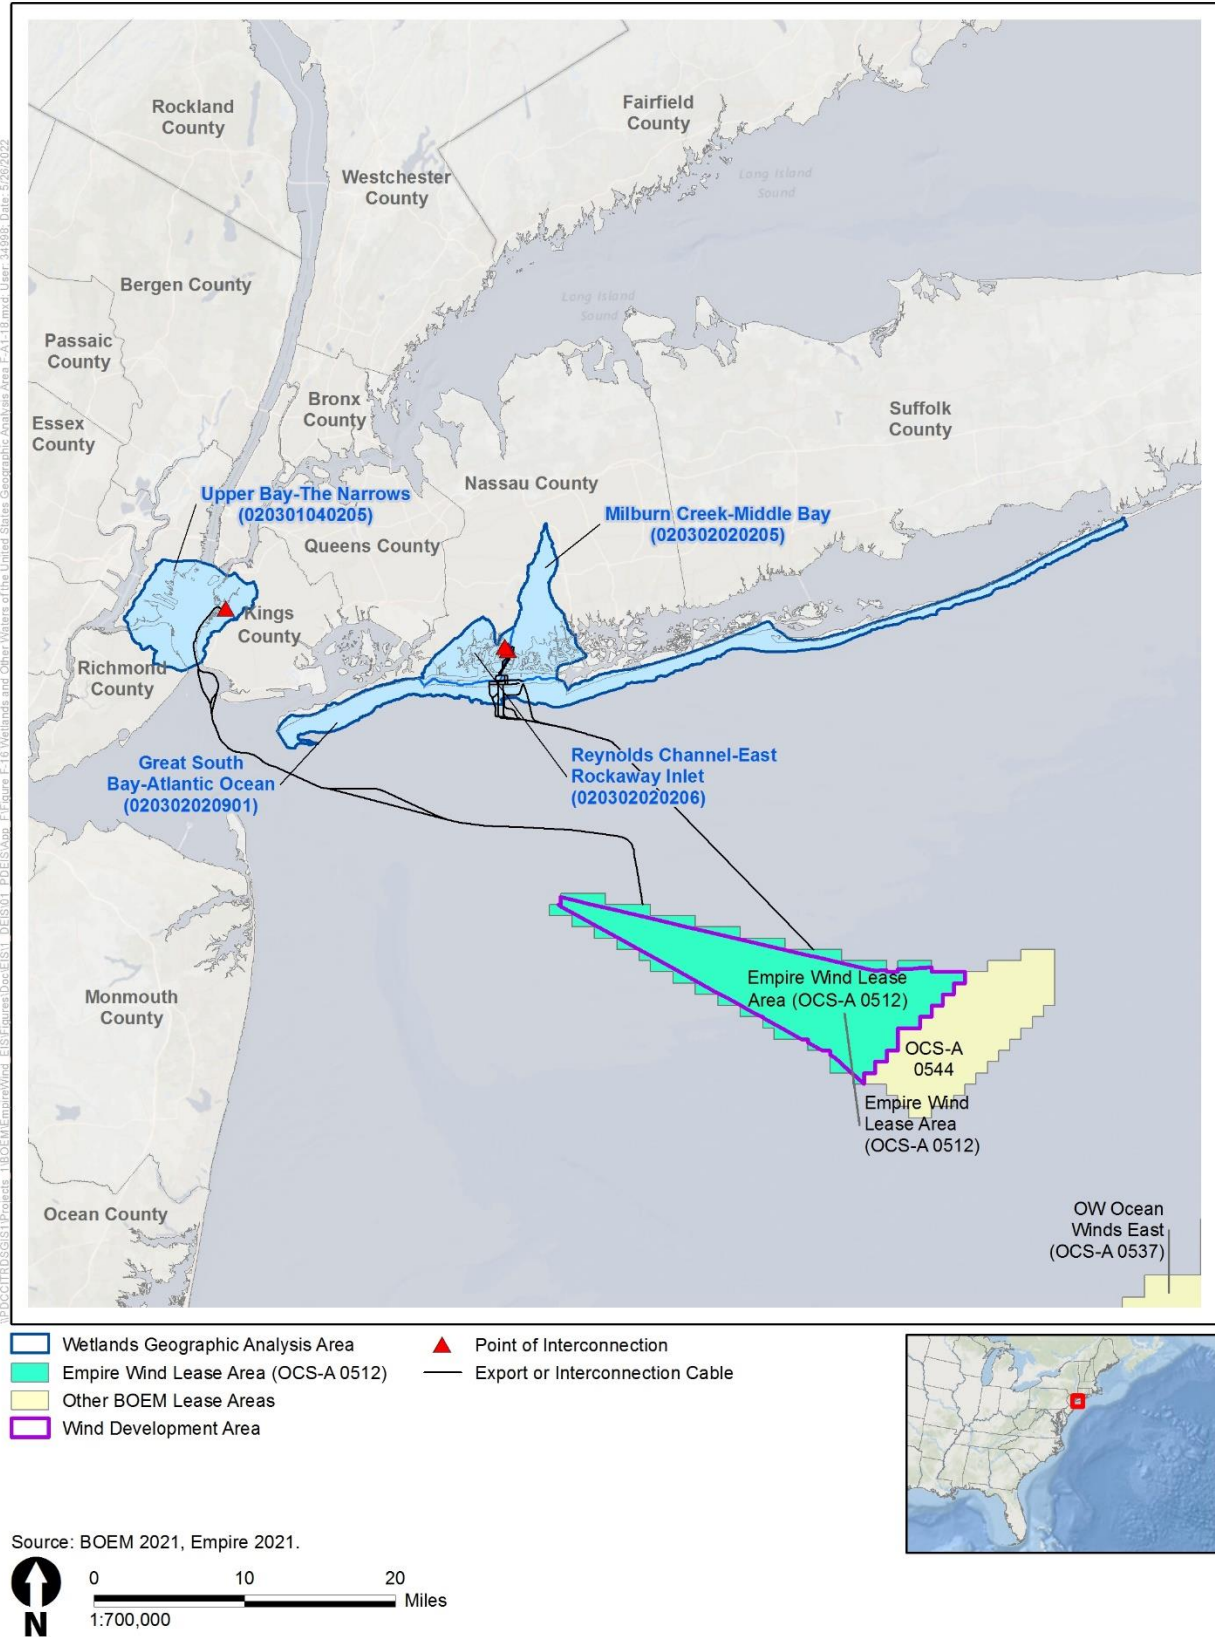 Rockland
County
Fairfield
County
Westchester
County
Long Island
Sound
Bergen County
Long Island
Sound
Passaic
County
Bronx
County
Essex
County
Suffolk
County
Nassau County
Upper Bay-The Narrows
(020301040205)
Milburn Creek-Middle Bay
(020302020205)
Queens County
Kings
County
Richmond
County
Great South
Bay-Atlantic Ocean
(020302020901)
Reynolds Channel-East
Rockaway Inlet
(020302020206)
Empire Wind Lease
Area (OCS-A 0512)
Monmouth
County
OCS-A
0544
Empire Wind
Lease Area
(OCS-A 0512)
Ocean County
OW Ocean
Winds East
(OCS-A 0537)
Wetlands Geographic Analysis Area
Empire Wind Lease Area (OCS-A 0512)
Other BOEM Lease Areas
Wind Development Area
Point of Interconnection
Export or Interconnection Cable
Source: BOEM 2021, Empire 2021.
N
0 10 20
Miles
1:700,000